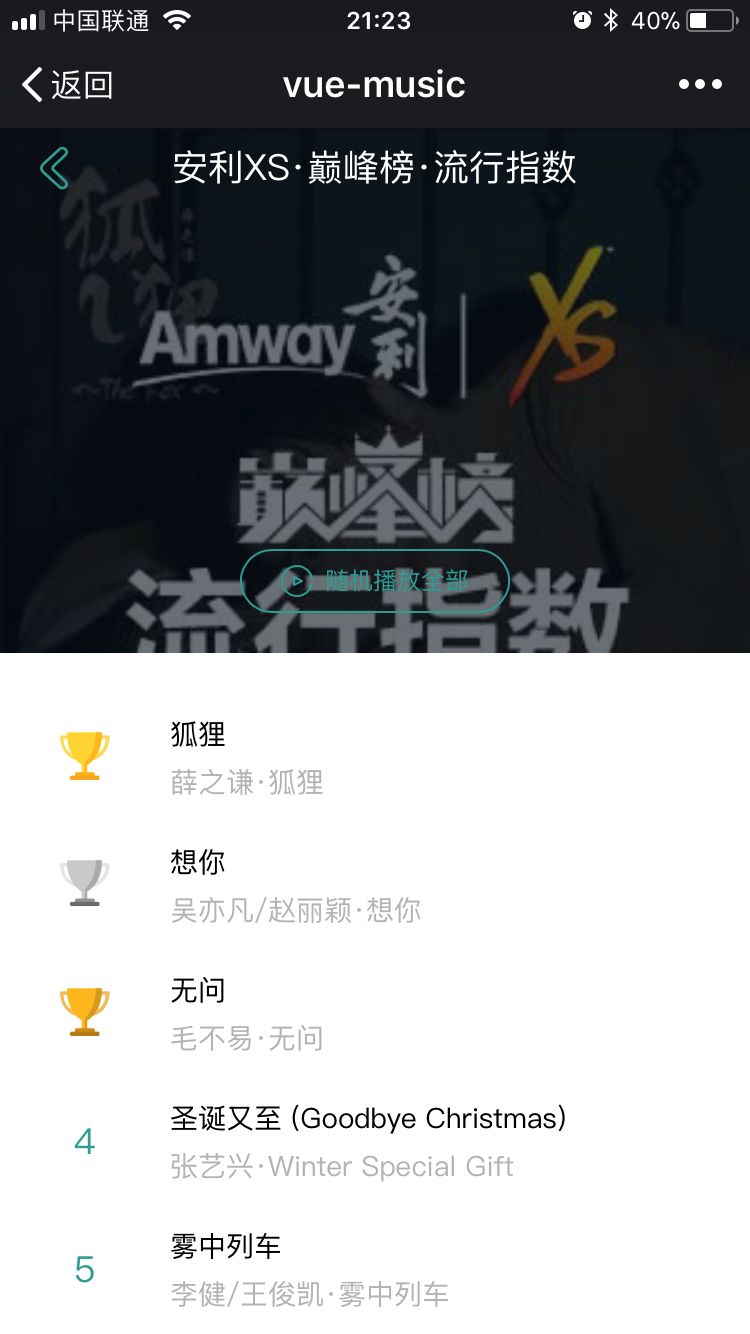 中国联通 21:23 40%
返回 vue-music
安利XS·巅峰榜·流行指数
狐狸
~The Fox~
Amway 安利 XS
巅峰榜
随机播放全部
流行指数
狐狸
薛之谦·狐狸
想你
吴亦凡/赵丽颖·想你
无问
毛不易·无问
4
圣诞又至 (Goodbye Christmas)
张艺兴·Winter Special Gift
5
雾中列车
李健/王俊凯·雾中列车